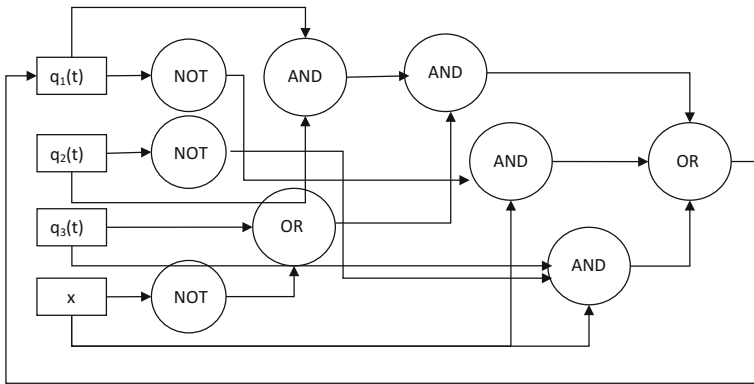 q₁(t)
NOT
AND
AND
q₂(t)
NOT
AND
OR
q₃(t)
OR
AND
x
NOT